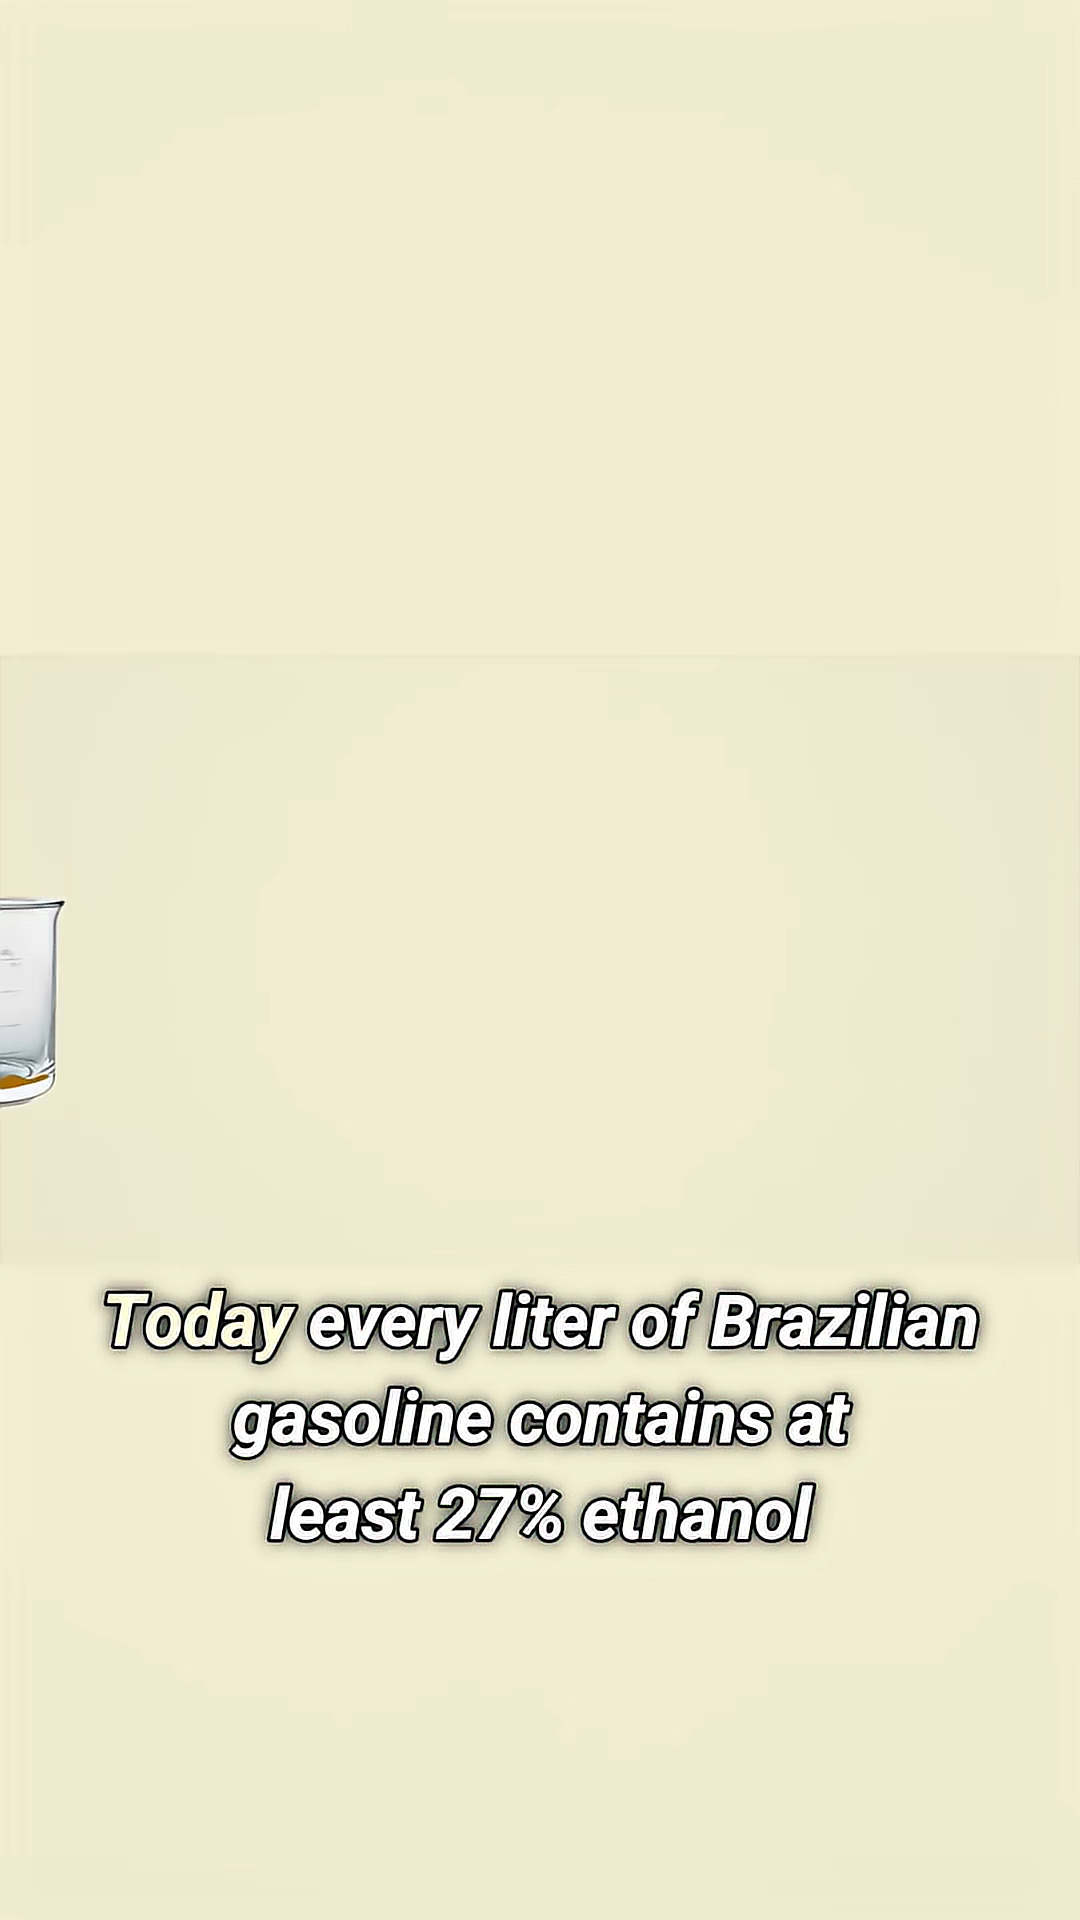 Today every liter of Brazilian
gasoline contains at
least 27% ethanol